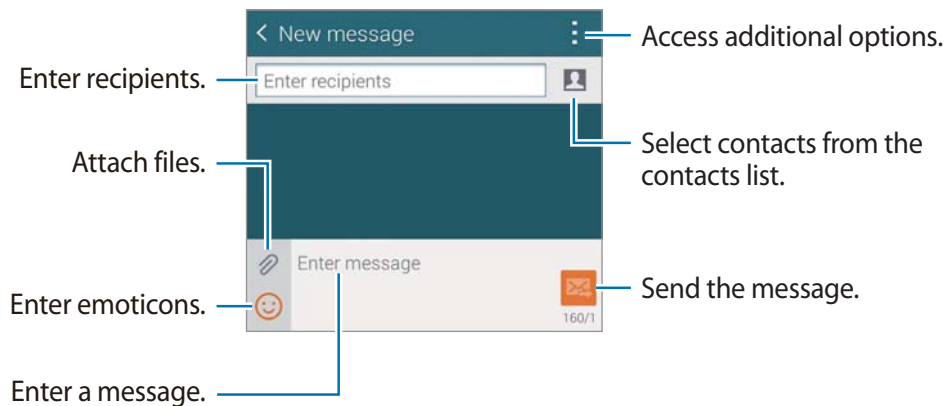 New message
Access additional options.
Enter recipients.
Enter recipients
Select contacts from the
contacts list.
Attach files.
Enter message
Send the message.
Enter emoticons.
160/1
Enter a message.